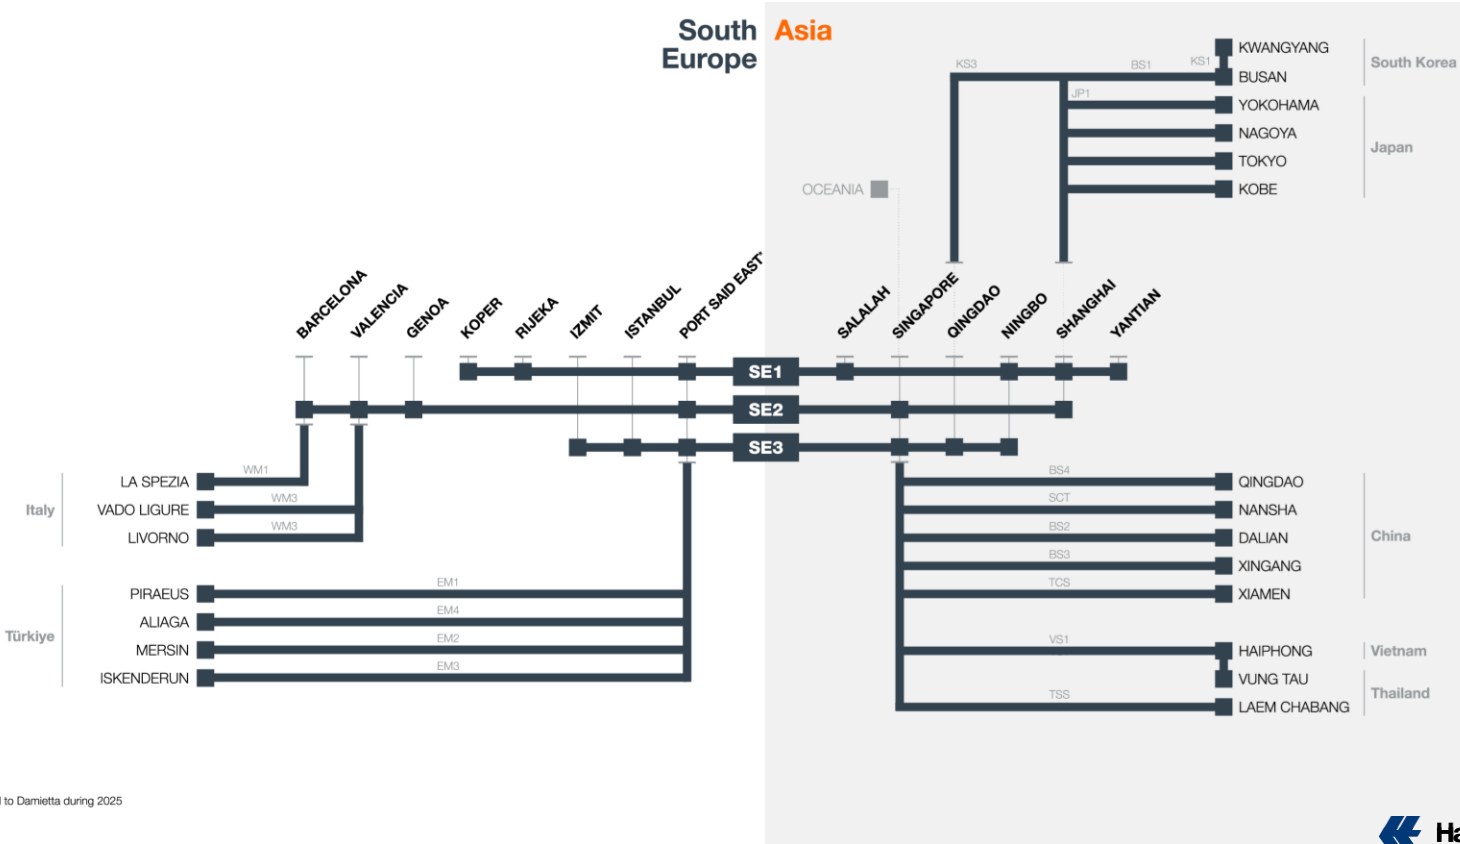 South
Europe
Asia
KS3
BS1
KS1
KWANGYANG
BUSAN
South Korea
JP1
YOKOHAMA
NAGOYA
TOKYO
KOBE
Japan
OCEANIA
BARCELONA
VALENCIA
GENOA
KOPER
RIJEKA
IZMIT
ISTANBUL
PORT SAID EAST
SALALAH
SINGAPORE
QINGDAO
NINGBO
SHANGHAI
YANTIAN
SE1
SE2
SE3
Italy
LA SPEZIA
WM1
VADO LIGURE
WM3
LIVORNO
WM3
Türkiye
PIRAEUS
EM1
ALIAGA
EM4
MERSIN
EM2
ISKENDERUN
EM3
BS4
QINGDAO
SCT
NANSHA
BS2
DALIAN
BS3
XINGANG
TCS
XIAMEN
China
VS1
HAIPHONG
Vietnam
VUNG TAU
TSS
LAEM CHABANG
Thailand
to Damietta during 2025
Ha